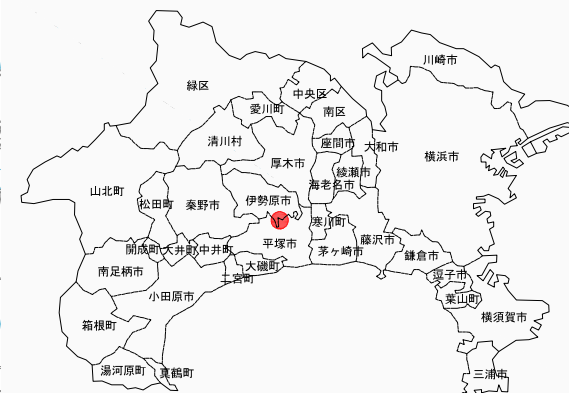 川崎市
緑区
中央区
愛川町
南区
清川村
座間市
大和市
横浜市
厚木市
綾瀬市
海老名市
山北町
松田町
秦野市
伊勢原市
寒川町
藤沢市
平塚市
開成町
大井町
中井町
茅ヶ崎市
鎌倉市
南足柄市
大磯町
二宮町
逗子市
小田原市
葉山町
箱根町
横須賀市
湯河原町
真鶴町
三浦市